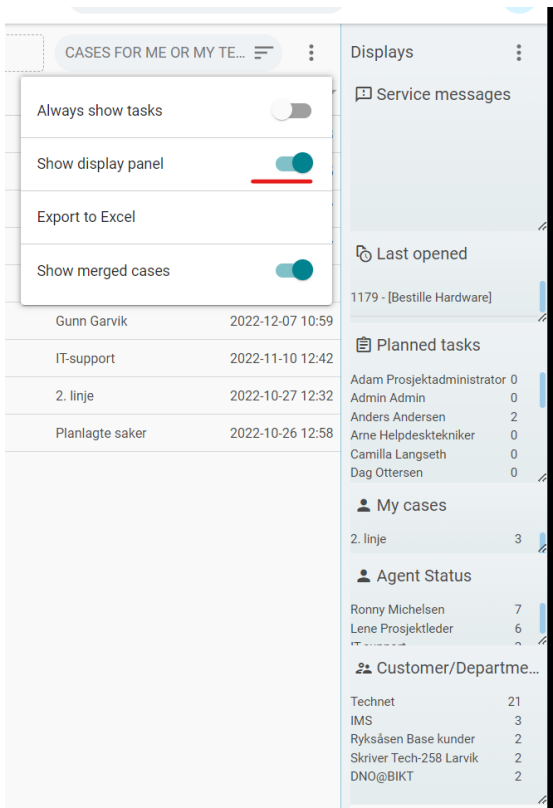 CASES FOR ME OR MY TE...
Always show tasks
Show display panel
Export to Excel
Show merged cases
Gunn Garvik 2022-12-07 10:59
IT-support 2022-11-10 12:42
2. linje 2022-10-27 12:32
Planlagte saker 2022-10-26 12:58
Displays
Service messages
Last opened
1179 - [Bestille Hardware]
Planned tasks
Adam Prosjektadministrator 0
Admin Admin 0
Anders Andersen 2
Arne Helpdesktekniker 0
Camilla Langseth 0
Dag Ottersen 0
My cases
2. linje 3
Agent Status
Ronny Michelsen 7
Lene Prosjektleder 6
Customer/Departme...
Technet 21
IMS 3
Ryksåsen Base kunder 2
Skriver Tech-258 Larvik 2
DNO@BIKT 2